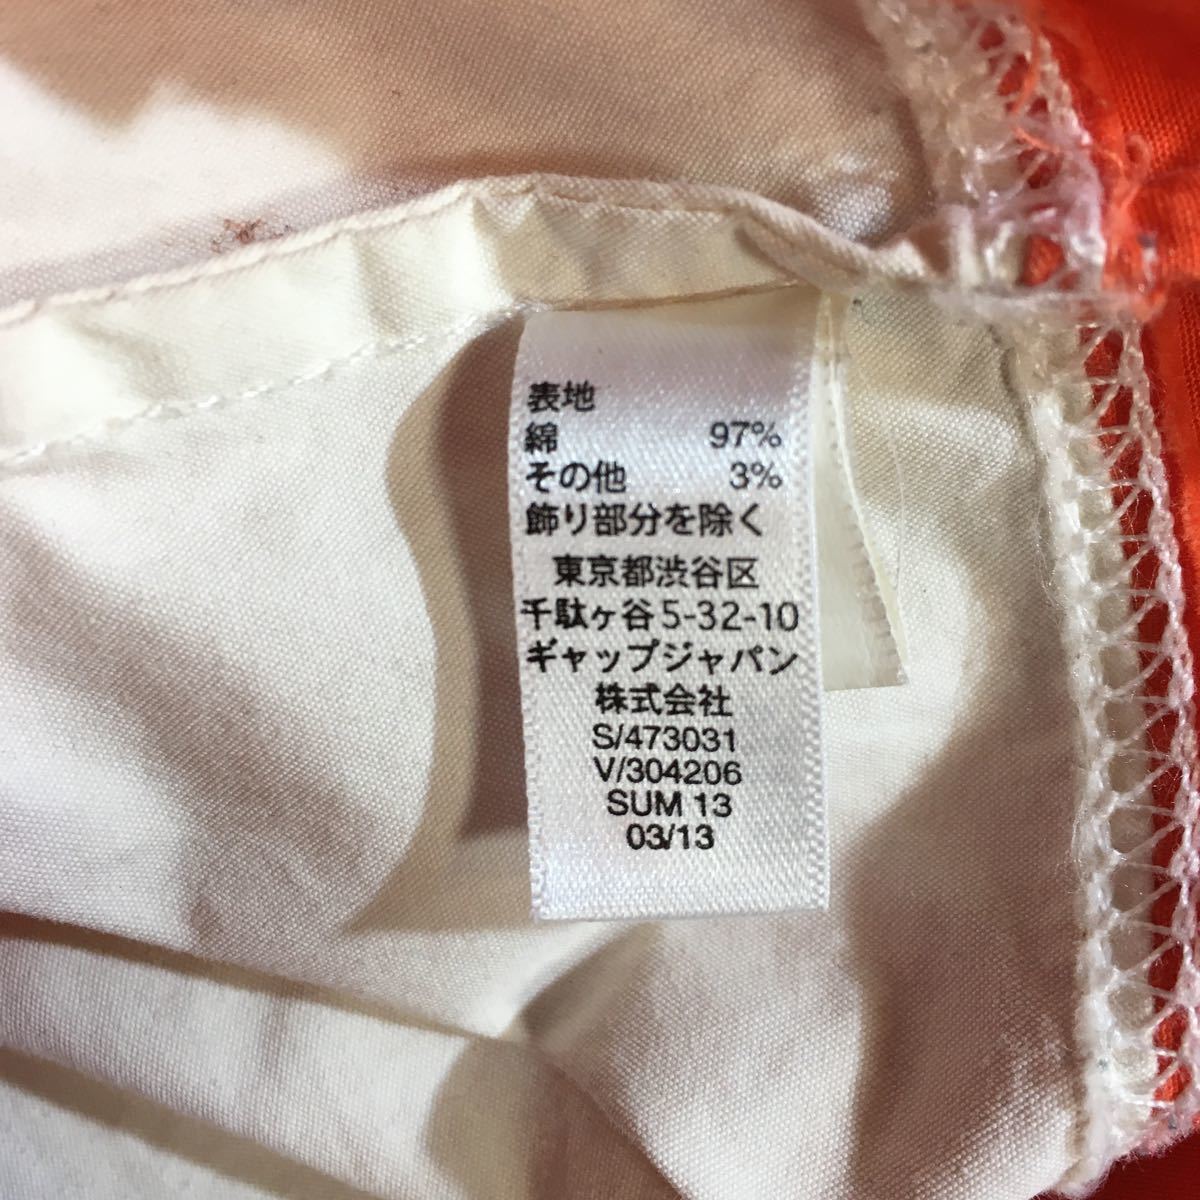 表地
綿 97%
その他 3%
飾り部分を除く
東京都渋谷区
千駄ヶ谷5-32-10
ギャップジャパン
株式会社
S/473031
V/304206
SUM 13
03/13